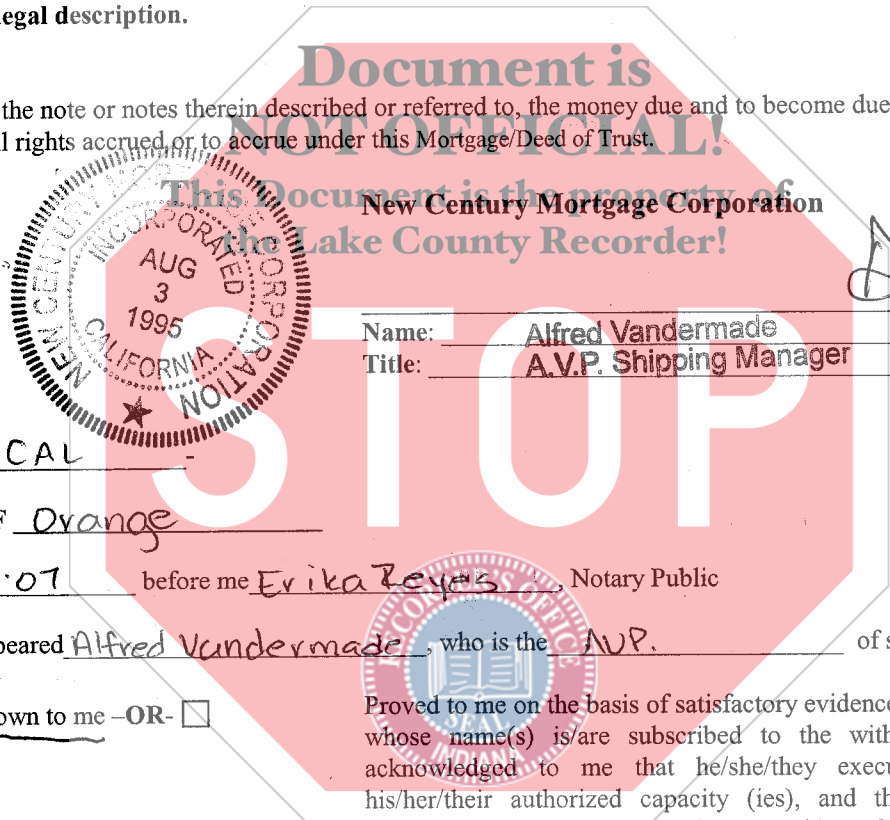 egal description.
Document is
the note or notes therein described or referred to, the money due and to become due
NOT OFFICIAL!
l rights accrued or to accrue under this Mortgage/Deed of Trust.
This Document is the property of
New Century Mortgage Corporation
the Lake County Recorder!
NEW CENTURY MORTGAGE CORPORATION
INCORPORATED
AUG
3
1995
CALIFORNIA
Name: Alfred Vandermade
Title: A.V.P. Shipping Manager
STOP
CAL
F Orange
.07 before me Erika Reyes, Notary Public
peared Alfred Vandermade, who is the AVP. of s
own to me –OR-
RECORDER'S OFFICE
SEAL
INDIANA
Proved to me on the basis of satisfactory evidence
whose name(s) is/are subscribed to the with
acknowledged to me that he/she/they execu
his/her/their authorized capacity (ies), and th